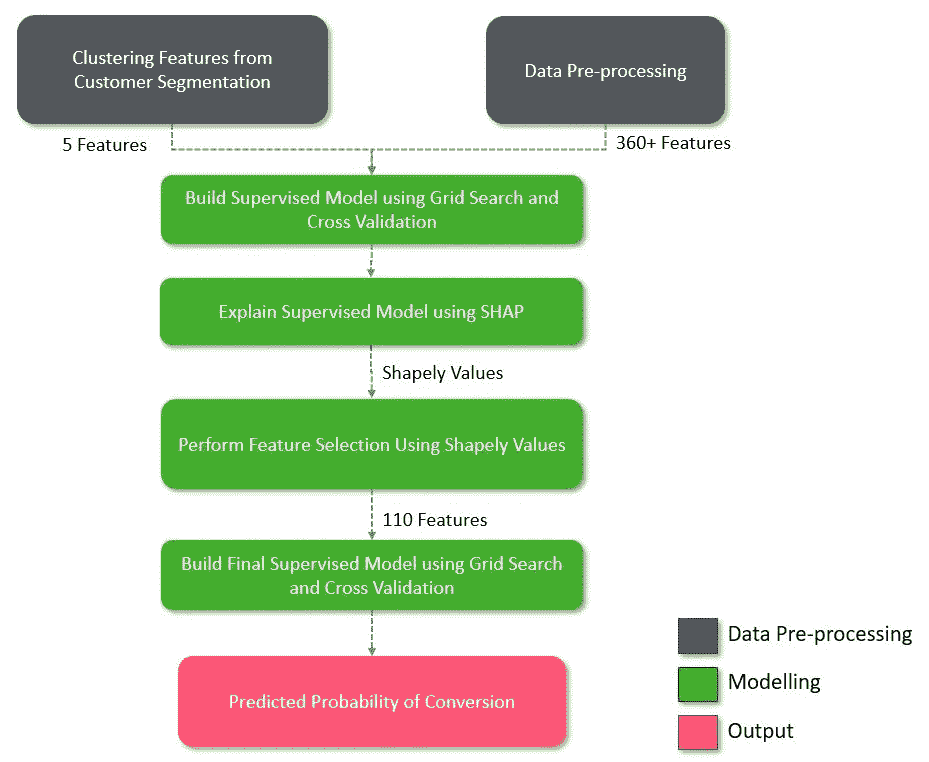 Clustering Features from
Customer Segmentation
Data Pre-processing
5 Features
360+ Features
Build Supervised Model using Grid Search and
Cross Validation
Explain Supervised Model using SHAP
Shapely Values
Perform Feature Selection Using Shapely Values
110 Features
Build Final Supervised Model using Grid Search
and Cross Validation
Predicted Probability of Conversion
Data Pre-processing
Modelling
Output